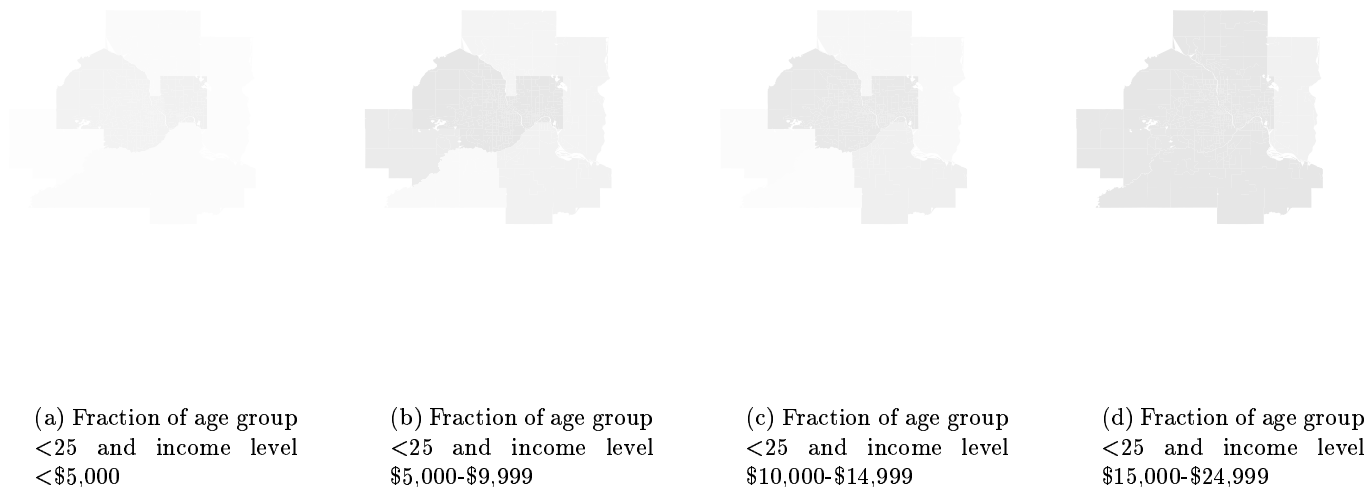 (a) Fraction of age group
<25 and income level
<$5,000
(b) Fraction of age group
<25 and income level
$5,000-$9,999
(c) Fraction of age group
<25 and income level
$10,000-$14,999
(d) Fraction of age group
<25 and income level
$15,000-$24,999